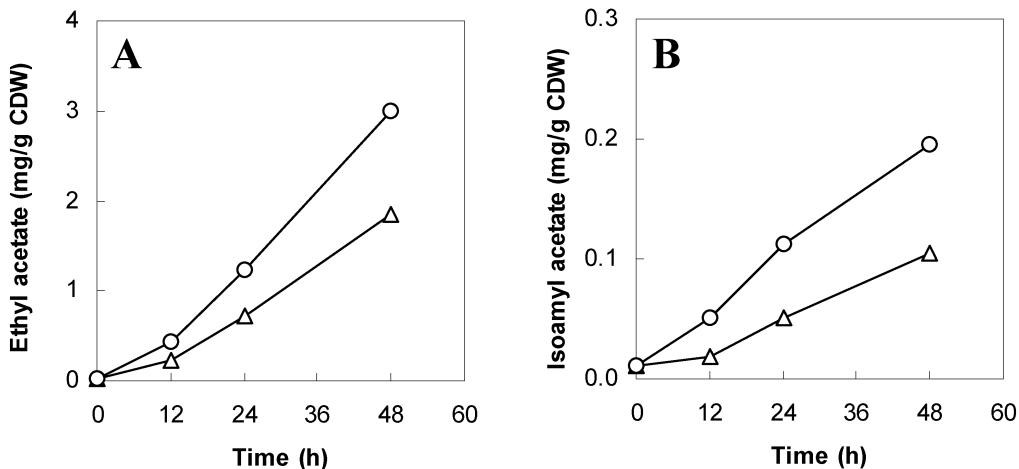 A
Ethyl acetate (mg/g CDW)
4
3
2
1
0
0 12 24 36 48 60
Time (h)
B
Isoamyl acetate (mg/g CDW)
0.3
0.2
0.1
0.0
0 12 24 36 48 60
Time (h)